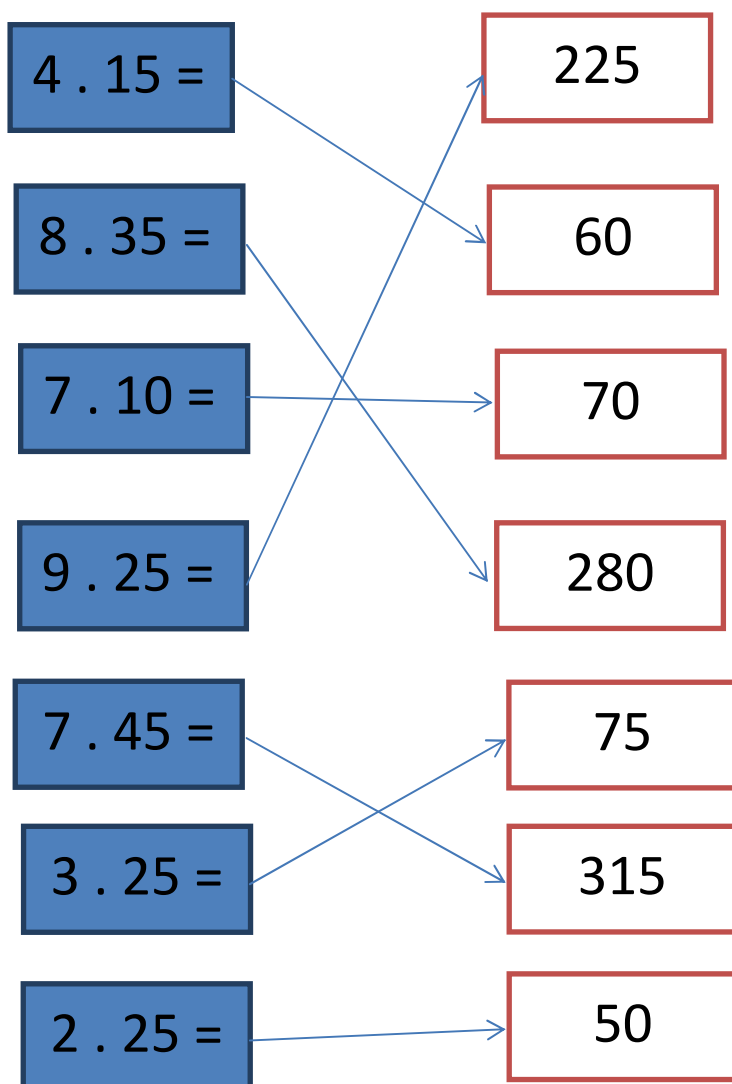 4 . 15 = 225
8 . 35 = 60
7 . 10 = 70
9 . 25 = 280
7 . 45 = 75
3 . 25 = 315
2 . 25 = 50